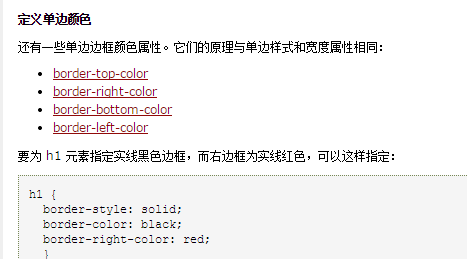 定义单边颜色
还有一些单边边框颜色属性。它们的原理与单边样式和宽度属性相同：
border-top-color
border-right-color
border-bottom-color
border-left-color
要为 h1 元素指定实线黑色边框，而右边框为实线红色，可以这样指定：
h1 {
border-style: solid;
border-color: black;
border-right-color: red;
}